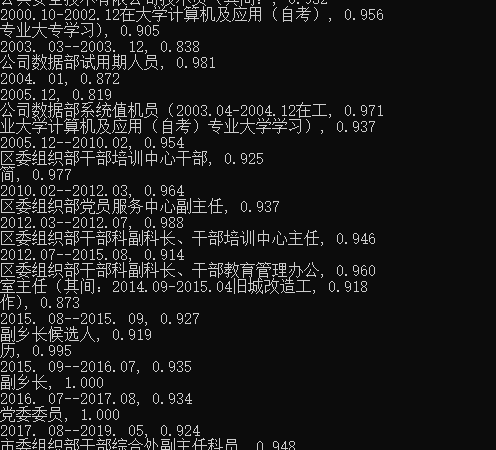 2000.10-2002.12在大学计算机及应用（自考）, 0.956
专业大专学习), 0.905
2003. 03--2003. 12, 0.838
公司数据部试用期人员, 0.981
2004. 01, 0.872
2005.12, 0.819
公司数据部系统值机员（2003.04-2004.12在工, 0.971
业大学计算机及应用（自考）专业大学学习), 0.937
2005.12--2010.02, 0.954
区委组织部干部培训中心干部, 0.925
简, 0.977
2010.02--2012.03, 0.964
区委组织部党员服务中心副主任, 0.937
2012.03--2012.07, 0.988
区委组织部干部科副科长、干部培训中心主任, 0.946
2012.07--2015.08, 0.914
区委组织部干部科副科长、干部教育管理办公, 0.960
室主任（其间：2014.09-2015.04旧城改造工, 0.918
作), 0.873
2015. 08--2015. 09, 0.927
副乡长候选人, 0.919
历, 0.995
2015. 09--2016.07, 0.935
副乡长, 1.000
2016. 07--2017.08, 0.934
党委委员, 1.000
2017. 08--2019. 05, 0.924
市委组织部干部综合处副主任科员, 0.948